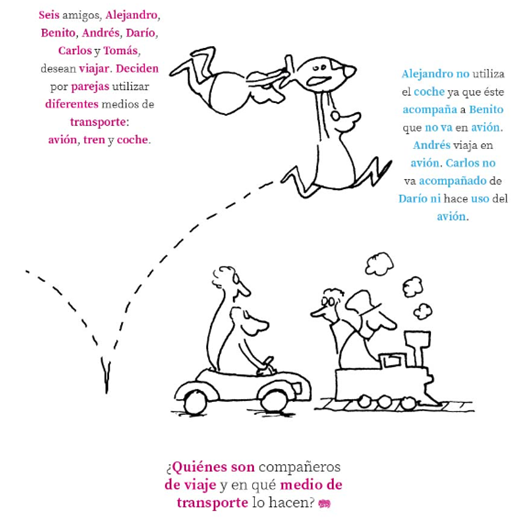 Seis amigos, Alejandro,
Benito, Andrés, Darío,
Carlos y Tomás,
desean viajar. Deciden
por parejas utilizar
diferentes medios de
transporte:
avión, tren y coche.
Alejandro no utiliza
el coche ya que éste
acompaña a Benito
que no va en avión.
Andrés viaja en
avión. Carlos no
va acompañado de
Darío ni hace uso del
avión.
¿Quiénes son compañeros
de viaje y en qué medio de
transporte lo hacen?